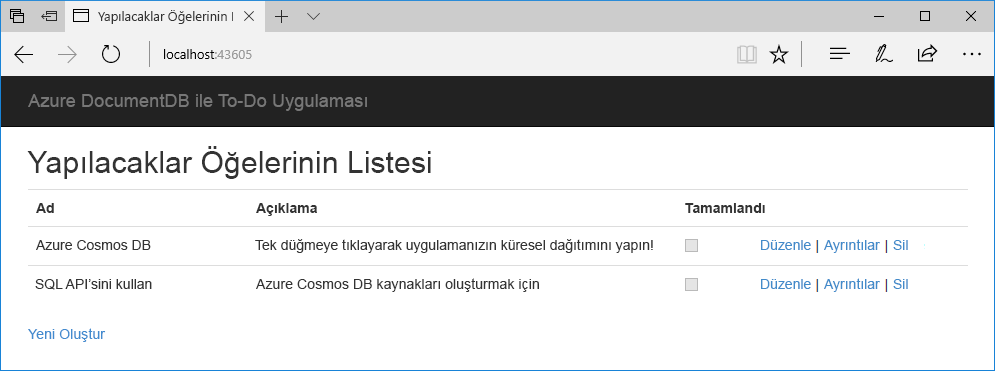 Yapılacaklar Öğelerinin l
localhost:43605
Azure DocumentDB ile To-Do Uygulaması
Yapılacaklar Öğelerinin Listesi
Ad Açıklama Tamamlandı
Azure Cosmos DB Tek düğmeye tıklayarak uygulamanızın küresel dağıtımını yapın! Düzenle | Ayrıntılar | Sil
SQL API'sini kullan Azure Cosmos DB kaynakları oluşturmak için Düzenle | Ayrıntılar | Sil
Yeni Oluştur